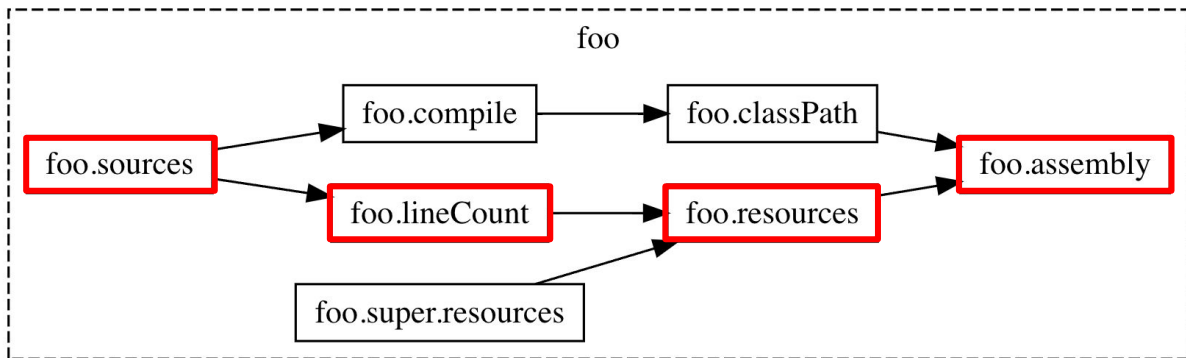 foo
foo.compile
foo.classPath
foo.sources
foo.assembly
foo.lineCount
foo.resources
foo.super.resources